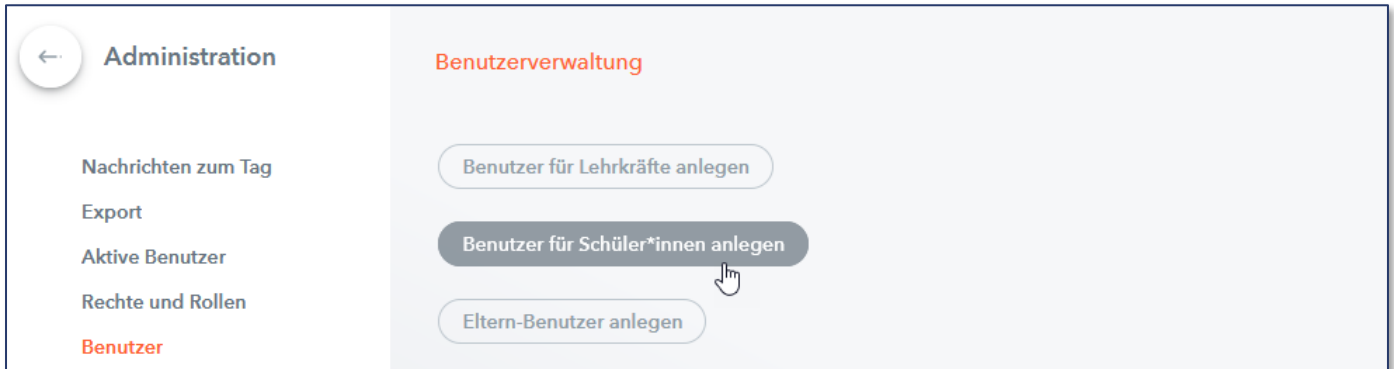 Administration
Nachrichten zum Tag
Export
Aktive Benutzer
Rechte und Rollen
Benutzer
Benutzerverwaltung
Benutzer für Lehrkräfte anlegen
Benutzer für Schüler*innen anlegen
Eltern-Benutzer anlegen